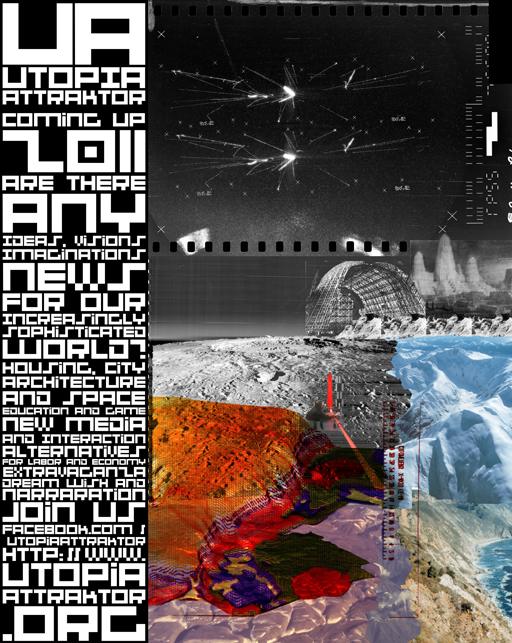 UA
UTOPIA
ATTRAKTOR
COMING UP
2011
ARE THERE
ANY
IDEAS, VISIONS
IMAGINATIONS
NEWS
FOR OUR
INCREASINGLY
SOPHISTICATED
WORLD?
HOUSING, CITY
ARCHITECTURE
AND SPACE
EDUCATION AND GAME
NEW MEDIA
AND INTERACTION
ALTERNATIVES
FOR LABOR AND ECONOMY
EXTRAVAGANZA
DREAM WISH AND
NARRARATION
JOIN US
FACEBOOK.COM /
UTOPIAATTRAKTOR
HTTP://WWW.
UTOPIA
ATTRAKTOR
.ORG